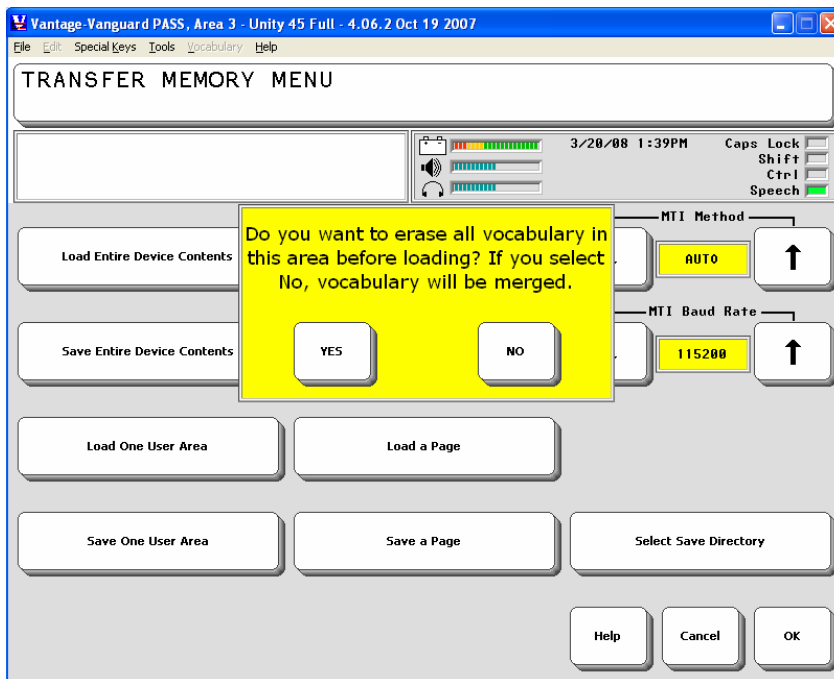 Vantage-Vanguard PASS, Area 3 - Unity 45 Full - 4.06.2 Oct 19 2007
File Edit Special Keys Tools Vocabulary Help
TRANSFER MEMORY MENU
3/20/08 1:39PM
Caps Lock
Shift
Ctrl
Speech
Do you want to erase all vocabulary in
this area before loading? If you select
No, vocabulary will be merged.
YES
NO
MTI Method
Load Entire Device Contents
AUTO
MTI Baud Rate
Save Entire Device Contents
115200
Load One User Area
Load a Page
Save One User Area
Save a Page
Select Save Directory
Help
Cancel
OK